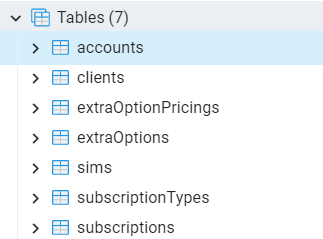 Tables (7)
accounts
clients
extraOptionPricings
extraOptions
sims
subscriptionTypes
subscriptions